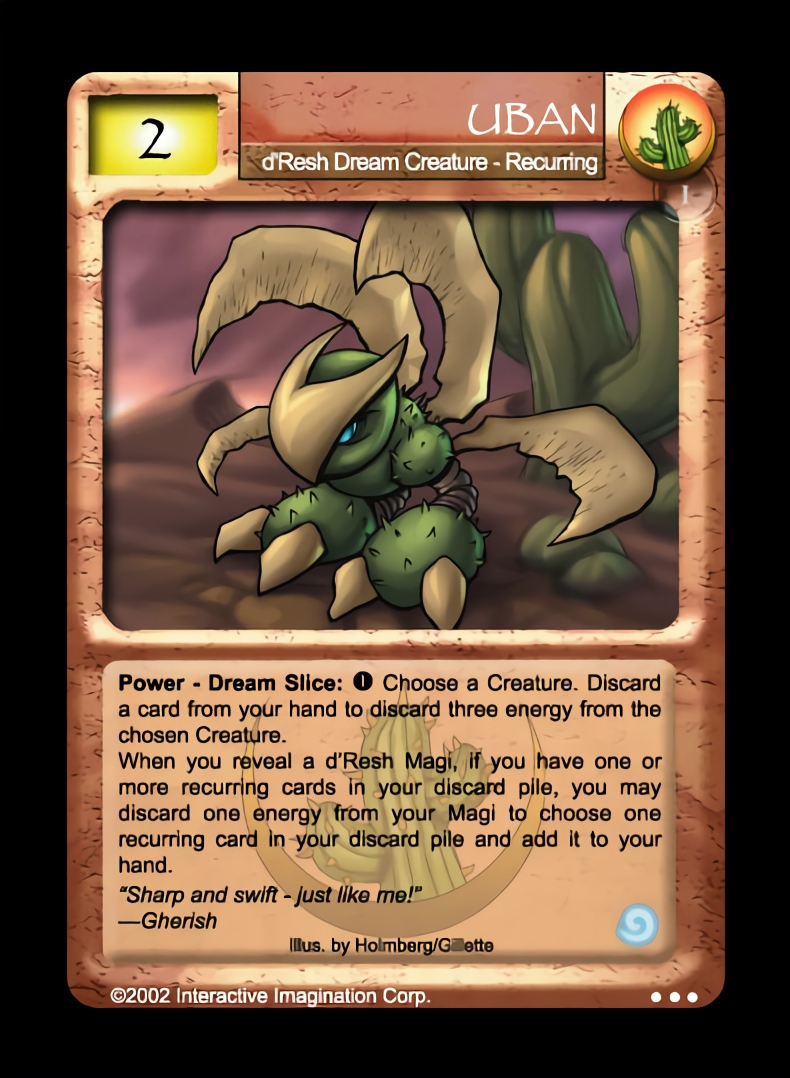 2
UBAN
d'Resh Dream Creature - Recurring
I
Power - Dream Slice: 1 Choose a Creature. Discard
a card from your hand to discard three energy from the
chosen Creature.
When you reveal a d'Resh Magi, if you have one or
more recurring cards in your discard pile, you may
discard one energy from your Magi to choose one
recurring card in your discard pile and add it to your
hand.
"Sharp and swift - just like me!"
—Gherish
Illus. by
©2002 Interactive Imagination Corp.